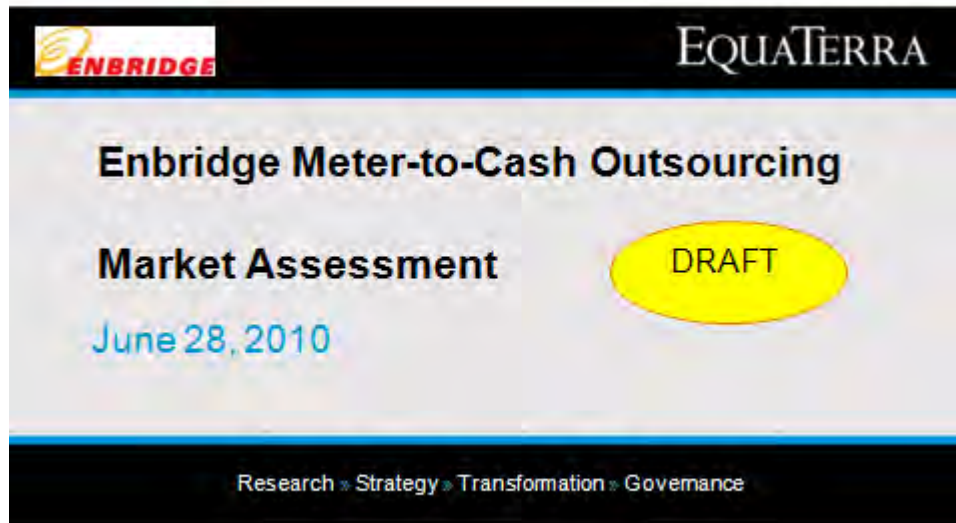 ENBRIDGE
EQUATERRA
Enbridge Meter-to-Cash Outsourcing
Market Assessment
DRAFT
June 28, 2010
Research » Strategy » Transformation » Governance